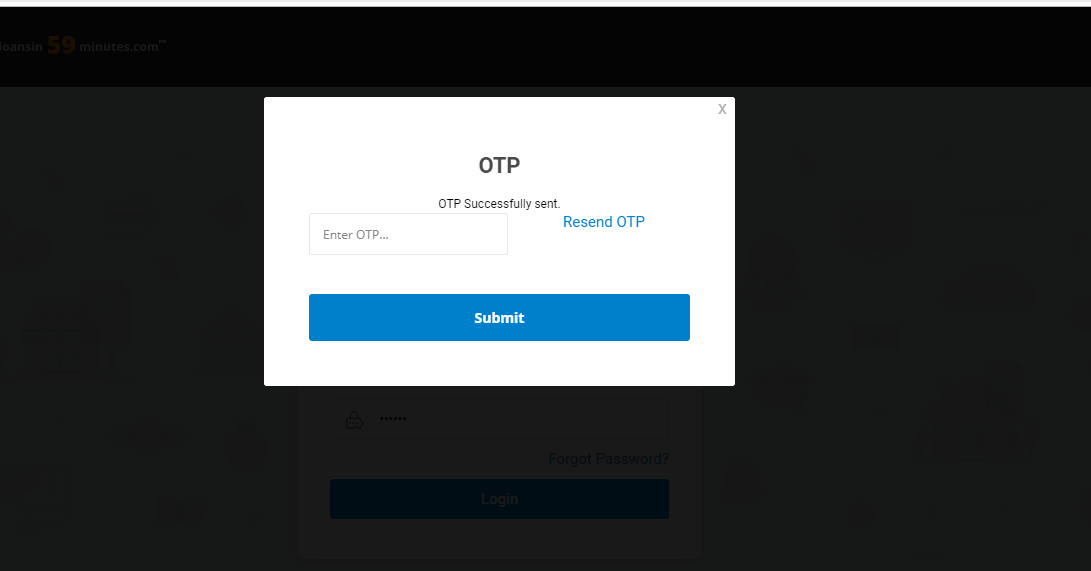 loansin 59 minutes.com™
X
OTP
OTP Successfully sent.
Resend OTP
Enter OTP...
Submit
••••••
Forgot Password?
Login